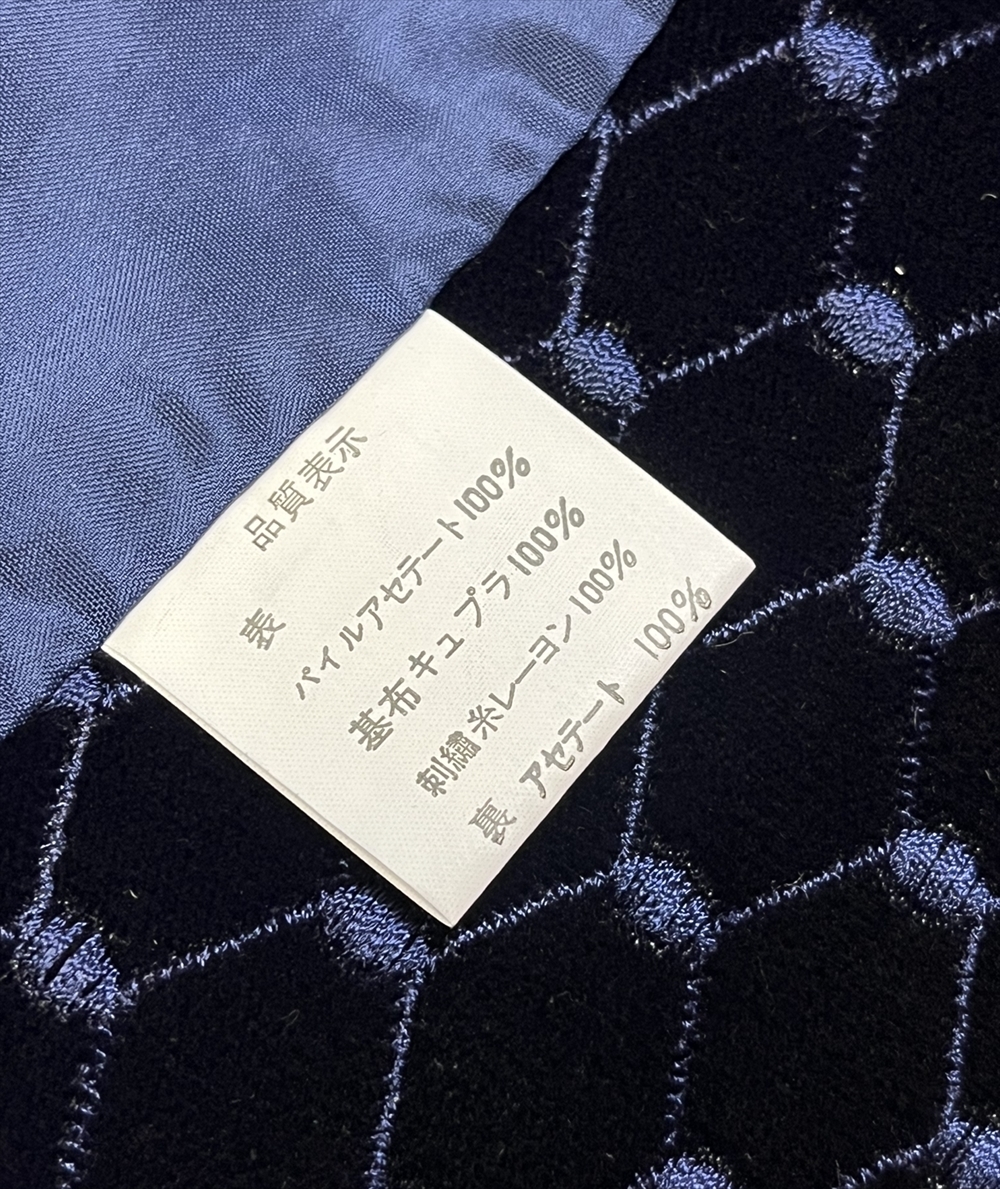 品質表示
表
パイルアセテート100%
基布キュプラ100%
刺繡糸レーヨン100%
裏 アセテート 100%